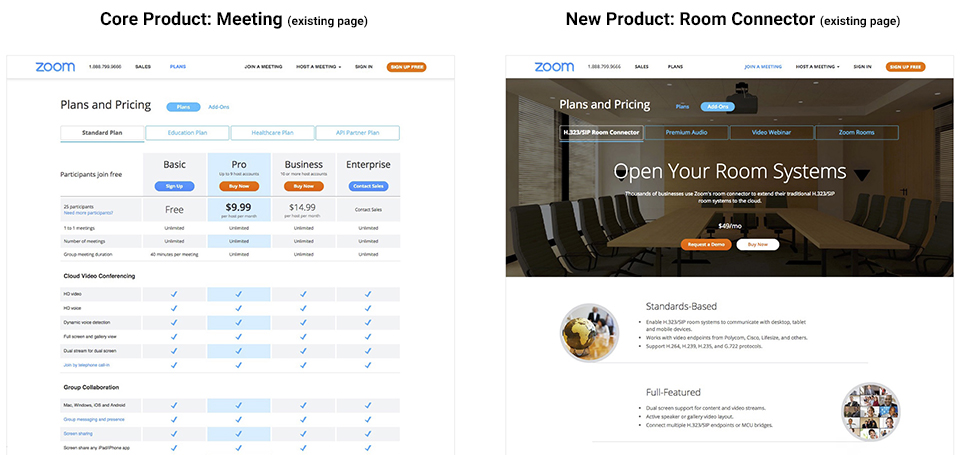 Core Product: Meeting (existing page)
zoom 1.888.799.9666 SALES PLANS JOIN A MEETING HOST A MEETING SIGN IN SIGN UP FREE
Plans and Pricing Plans Add-Ons
Standard Plan Education Plan Healthcare Plan API Partner Plan
Participants join free
Basic Pro Business Enterprise
Up to 9 host accounts 10 or more host accounts
Sign Up Buy Now Buy Now Contact Sales
25 participants
Need more participants?
Free $9.99 $14.99 Contact Sales
per host per month per host per month
1 to 1 meetings Unlimited Unlimited Unlimited Unlimited
Number of meetings Unlimited Unlimited Unlimited Unlimited
Group meeting duration 40 minutes per meeting Unlimited Unlimited Unlimited
Cloud Video Conferencing
HD video
HD voice
Dynamic voice detection
Full screen and gallery view
Dual stream for dual screen
Join by telephone call-in
Group Collaboration
Mac, Windows, iOS and Android
Group messaging and presence
Screen sharing
Screen share any iPad/iPhone app
New Product: Room Connector (existing page)
zoom 1.888.799.9666 SALES PLANS JOIN A MEETING HOST A MEETING SIGN IN SIGN UP FREE
Plans and Pricing Plans Add-Ons
H.323/SIP Room Connector Premium Audio Video Webinar Zoom Rooms
Open Your Room Systems
Thousands of businesses use Zoom's room connector to extend their traditional H.323/SIP
room systems to the cloud.
$49/mo
Request a Demo Buy Now
Standards-Based
Enable H.323/SIP room systems to communicate with desktop, tablet
and mobile devices.
Works with video endpoints from Polycom, Cisco, Lifesize, and others.
Support H.264, H.239, H.235, and G.722 protocols.
Full-Featured
Dual screen support for content and video streams.
Active speaker or gallery video layout.
Connect multiple H.323/SIP endpoints or MCU bridges.